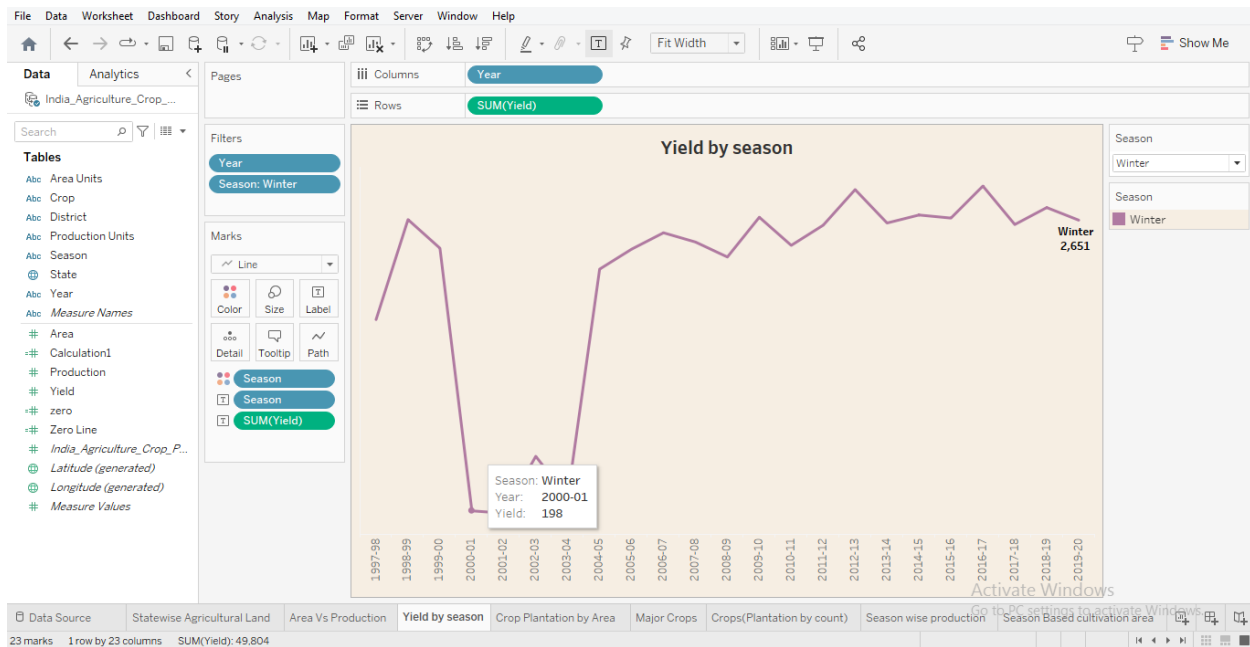 File Data Worksheet Dashboard Story Analysis Map Format Server Window Help
Fit Width
Show Me
Data Analytics
India_Agriculture_Crop_...
Search
Tables
Abc Area Units
Abc Crop
Abc District
Abc Production Units
Abc Season
State
Abc Year
Abc Measure Names
# Area
=# Calculation1
# Production
# Yield
=# zero
=# Zero Line
# India_Agriculture_Crop_P...
Latitude (generated)
Longitude (generated)
# Measure Values
Pages
Filters
Year
Season: Winter
Marks
Line
Color Size Label
Detail Tooltip Path
Season
T Season
T SUM(Yield)
Columns Year
Rows SUM(Yield)
Yield by season
Winter
2,651
Season: Winter
Year: 2000-01
Yield: 198
1997-98
1998-99
1999-00
2000-01
2001-02
2002-03
2003-04
2004-05
2005-06
2006-07
2007-08
2008-09
2009-10
2010-11
2011-12
2012-13
2013-14
2014-15
2015-16
2016-17
2017-18
2018-19
2019-20
Season
Winter
Season
Winter
Activate Windows
Go to PC settings to activate Windows.
Data Source Statewise Agricultural Land Area Vs Production Yield by season Crop Plantation by Area Major Crops Crops(Plantation by count) Season wise production Season Based cultivation area
23 marks 1 row by 23 columns SUM(Yield): 49,804